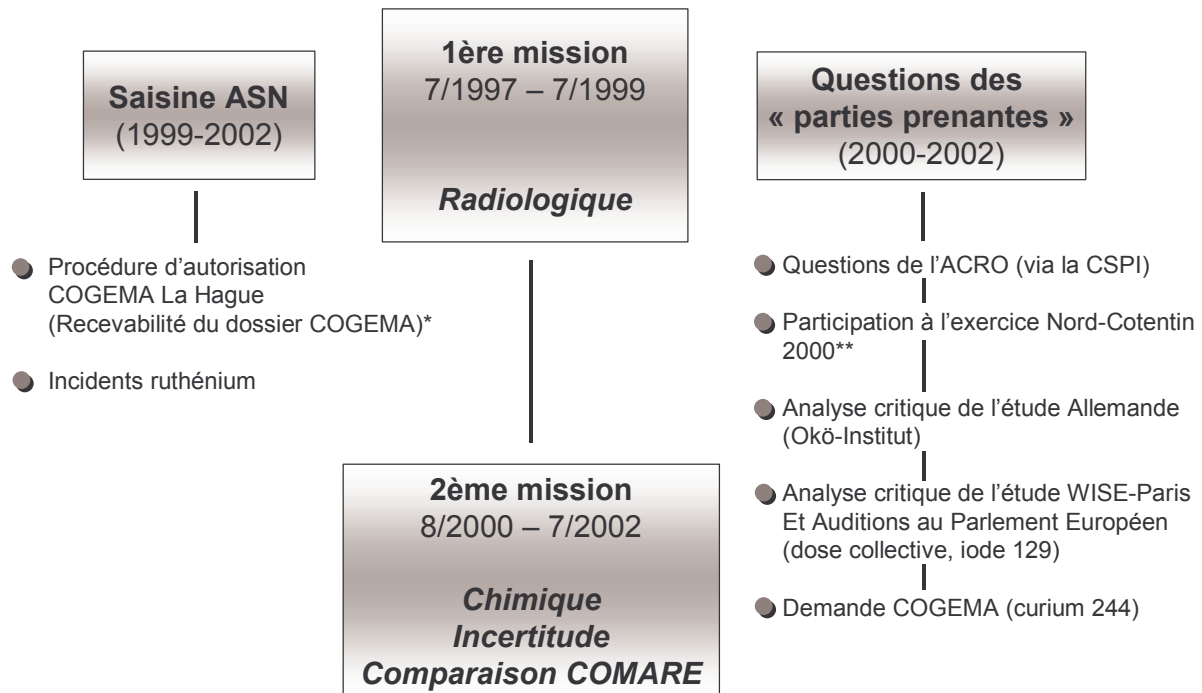 Saisine ASN
(1999-2002)
Procédure d’autorisation
COGEMA La Hague
(Recevabilité du dossier COGEMA)*
Incidents ruthénium
1ère mission
7/1997 – 7/1999
Radiologique
2ème mission
8/2000 – 7/2002
Chimique
Incertitude
Comparaison COMARE
Questions des
« parties prenantes »
(2000-2002)
Questions de l’ACRO (via la CSPI)
Participation à l’exercice Nord-Cotentin
2000**
Analyse critique de l’étude Allemande
(Okö-Institut)
Analyse critique de l’étude WISE-Paris
Et Auditions au Parlement Européen
(dose collective, iode 129)
Demande COGEMA (curium 244)